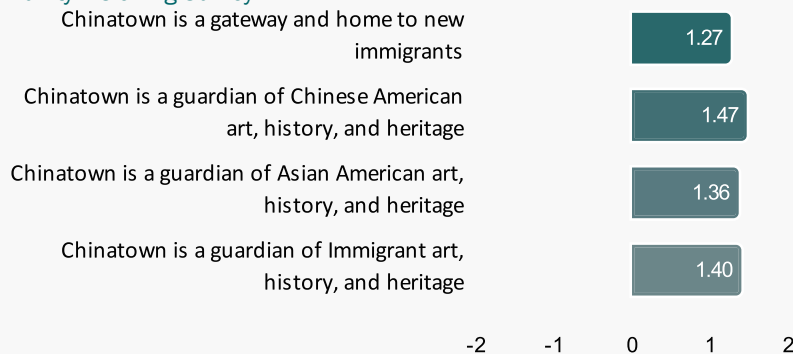 Chinatown is a gateway and home to new
immigrants
1.27
Chinatown is a guardian of Chinese American
art, history, and heritage
1.47
Chinatown is a guardian of Asian American art,
history, and heritage
1.36
Chinatown is a guardian of Immigrant art,
history, and heritage
1.40
-2 -1 0 1 2